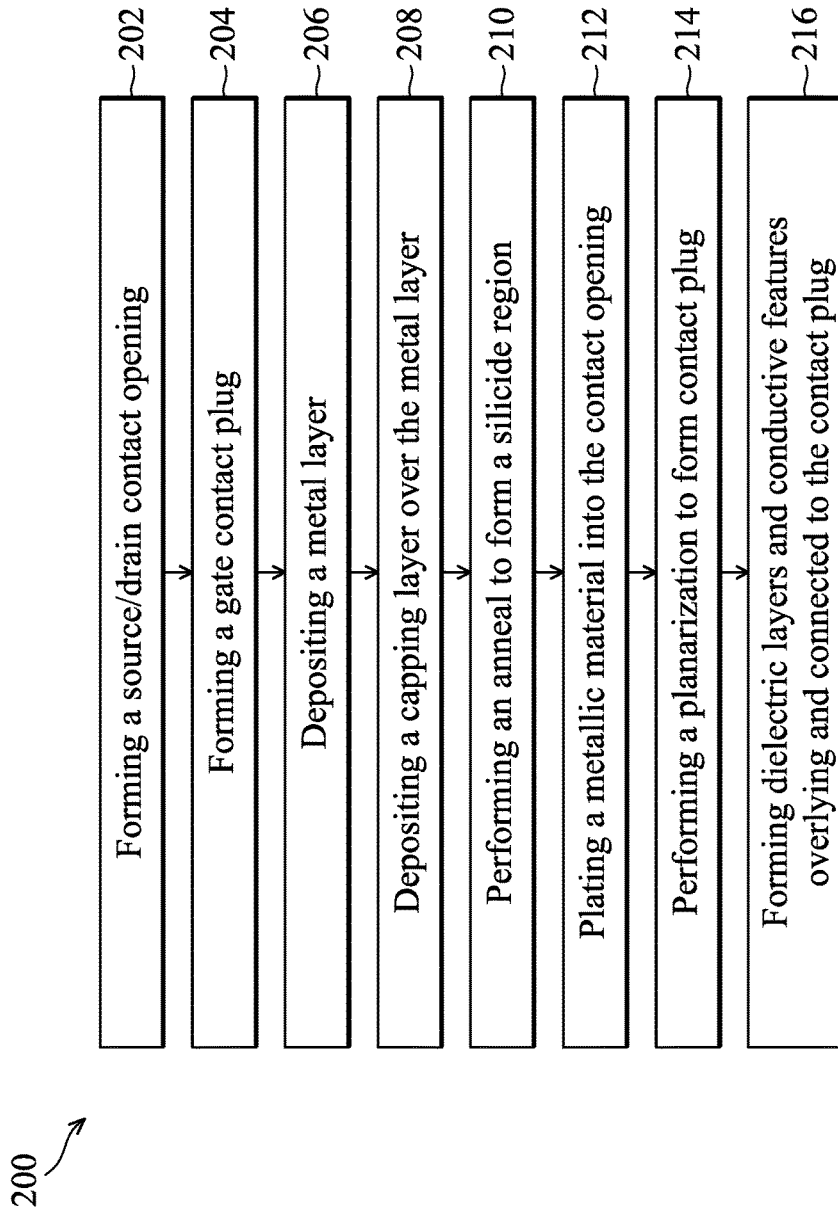 200
Forming a source/drain contact opening
202
Forming a gate contact plug
204
Depositing a metal layer
206
Depositing a capping layer over the metal layer
208
Performing an anneal to form a silicide region
210
Plating a metallic material into the contact opening
212
Performing a planarization to form contact plug
214
Forming dielectric layers and conductive features
overlying and connected to the contact plug
216